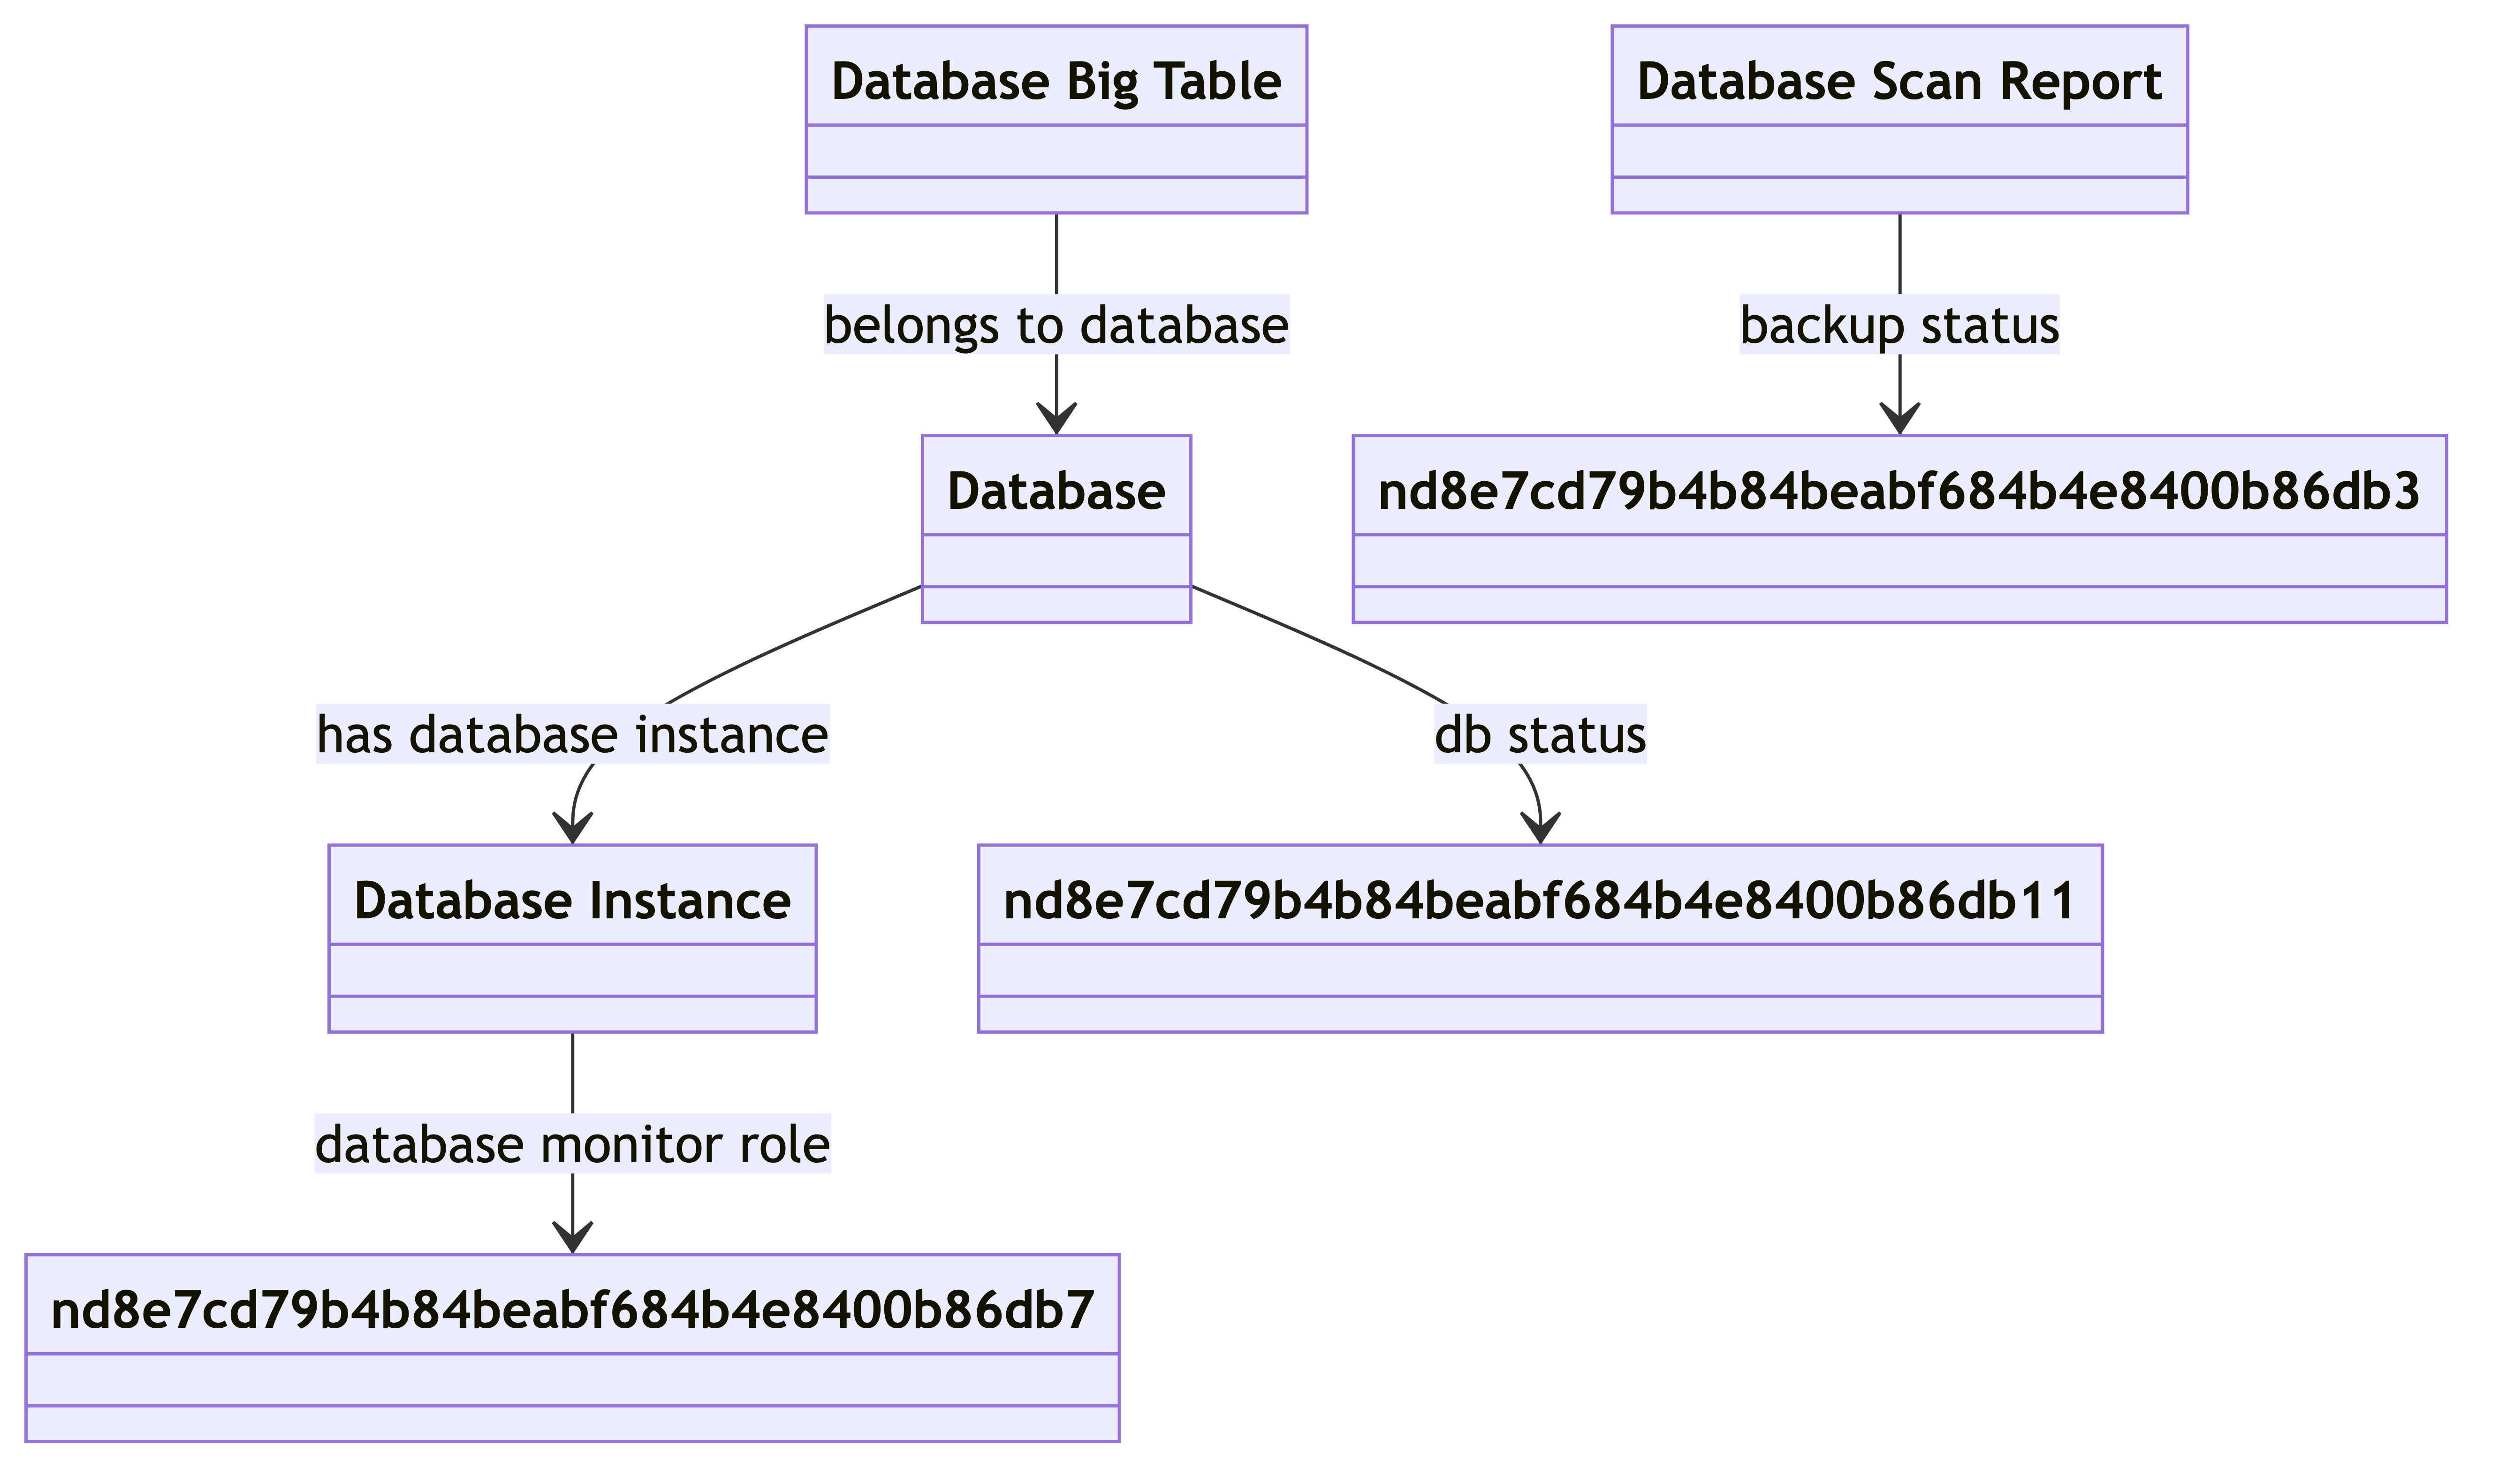 Database Big Table
Database Scan Report
belongs to database
backup status
Database
nd8e7cd79b4b84beabf684b4e8400b86db3
has database instance
db status
Database Instance
nd8e7cd79b4b84beabf684b4e8400b86db11
database monitor role
nd8e7cd79b4b84beabf684b4e8400b86db7